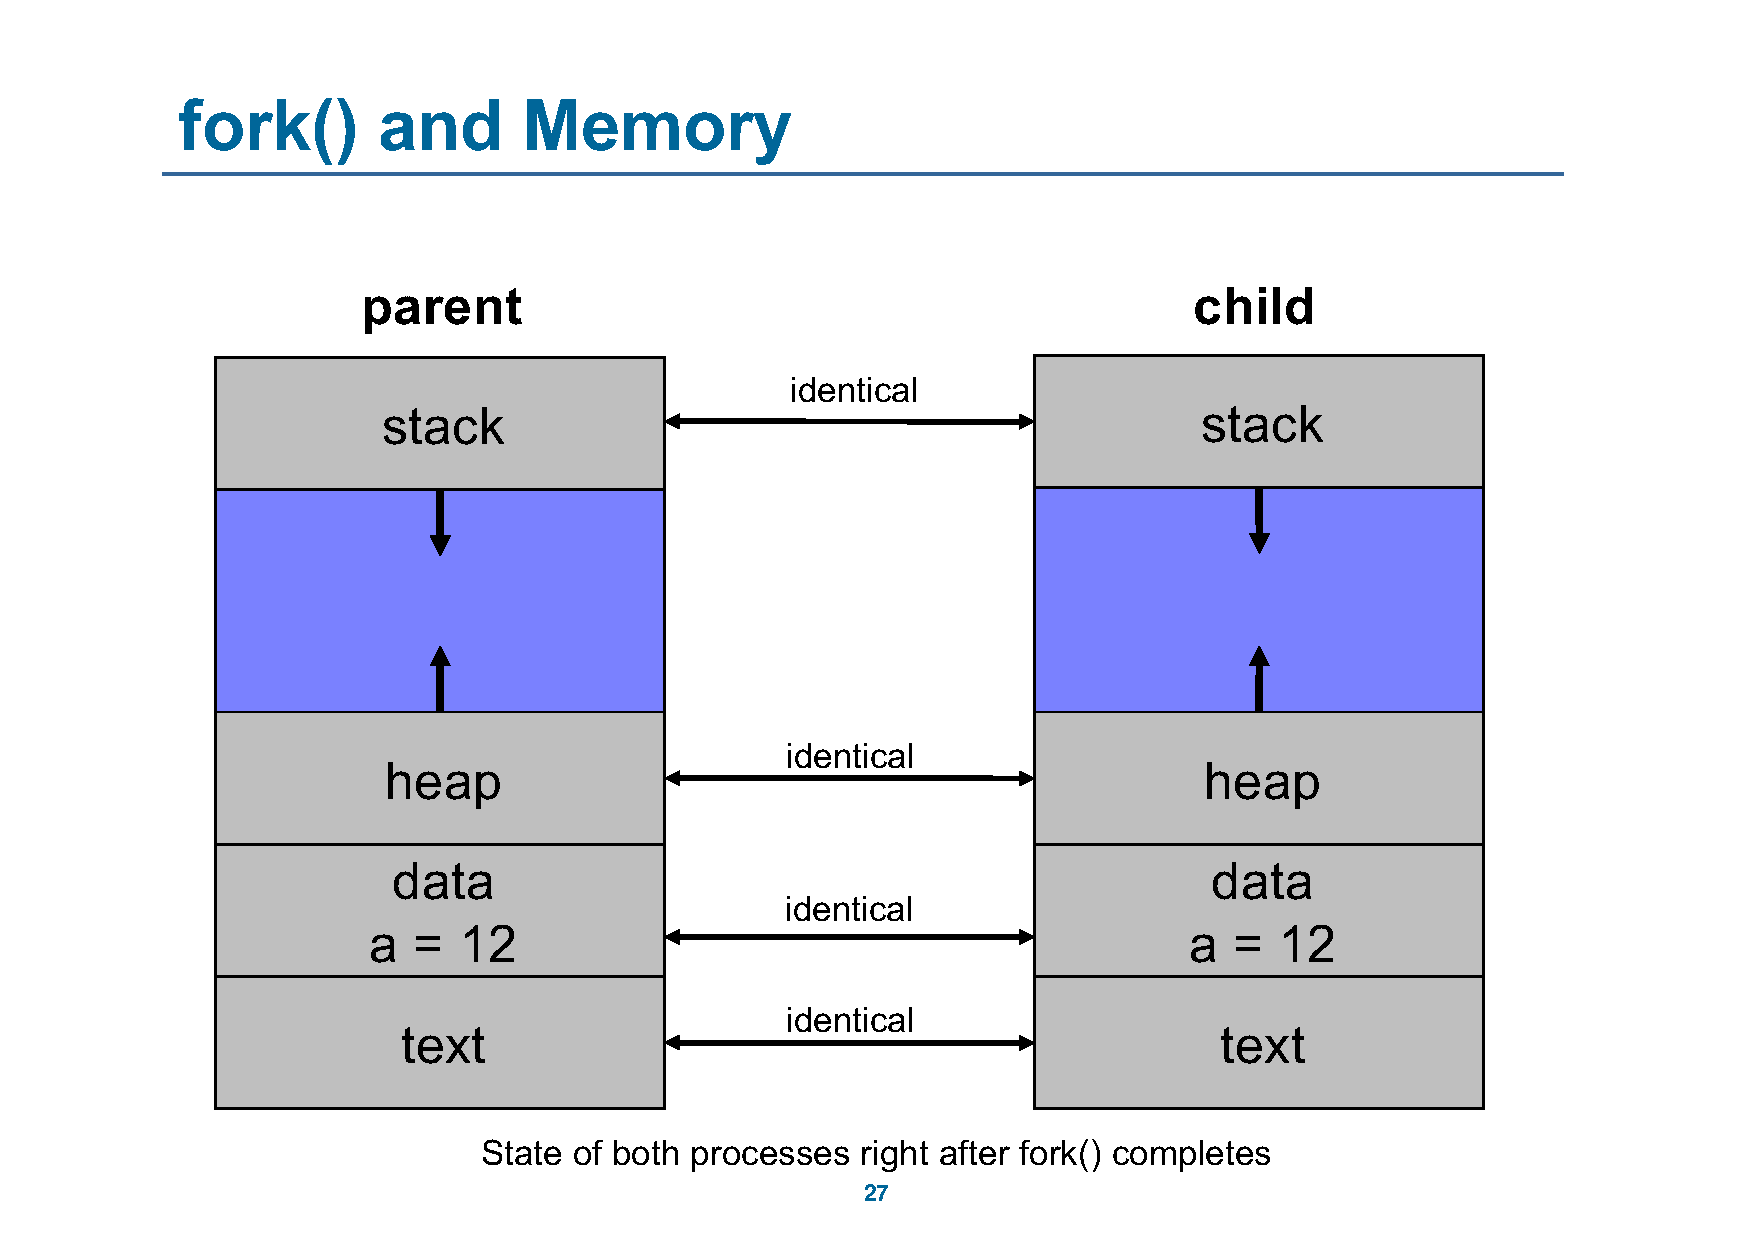 fork() and Memory
parent
child
identical
stack
stack
identical
heap
heap
data
a = 12
identical
data
a = 12
identical
text
text
State of both processes right after fork() completes
27